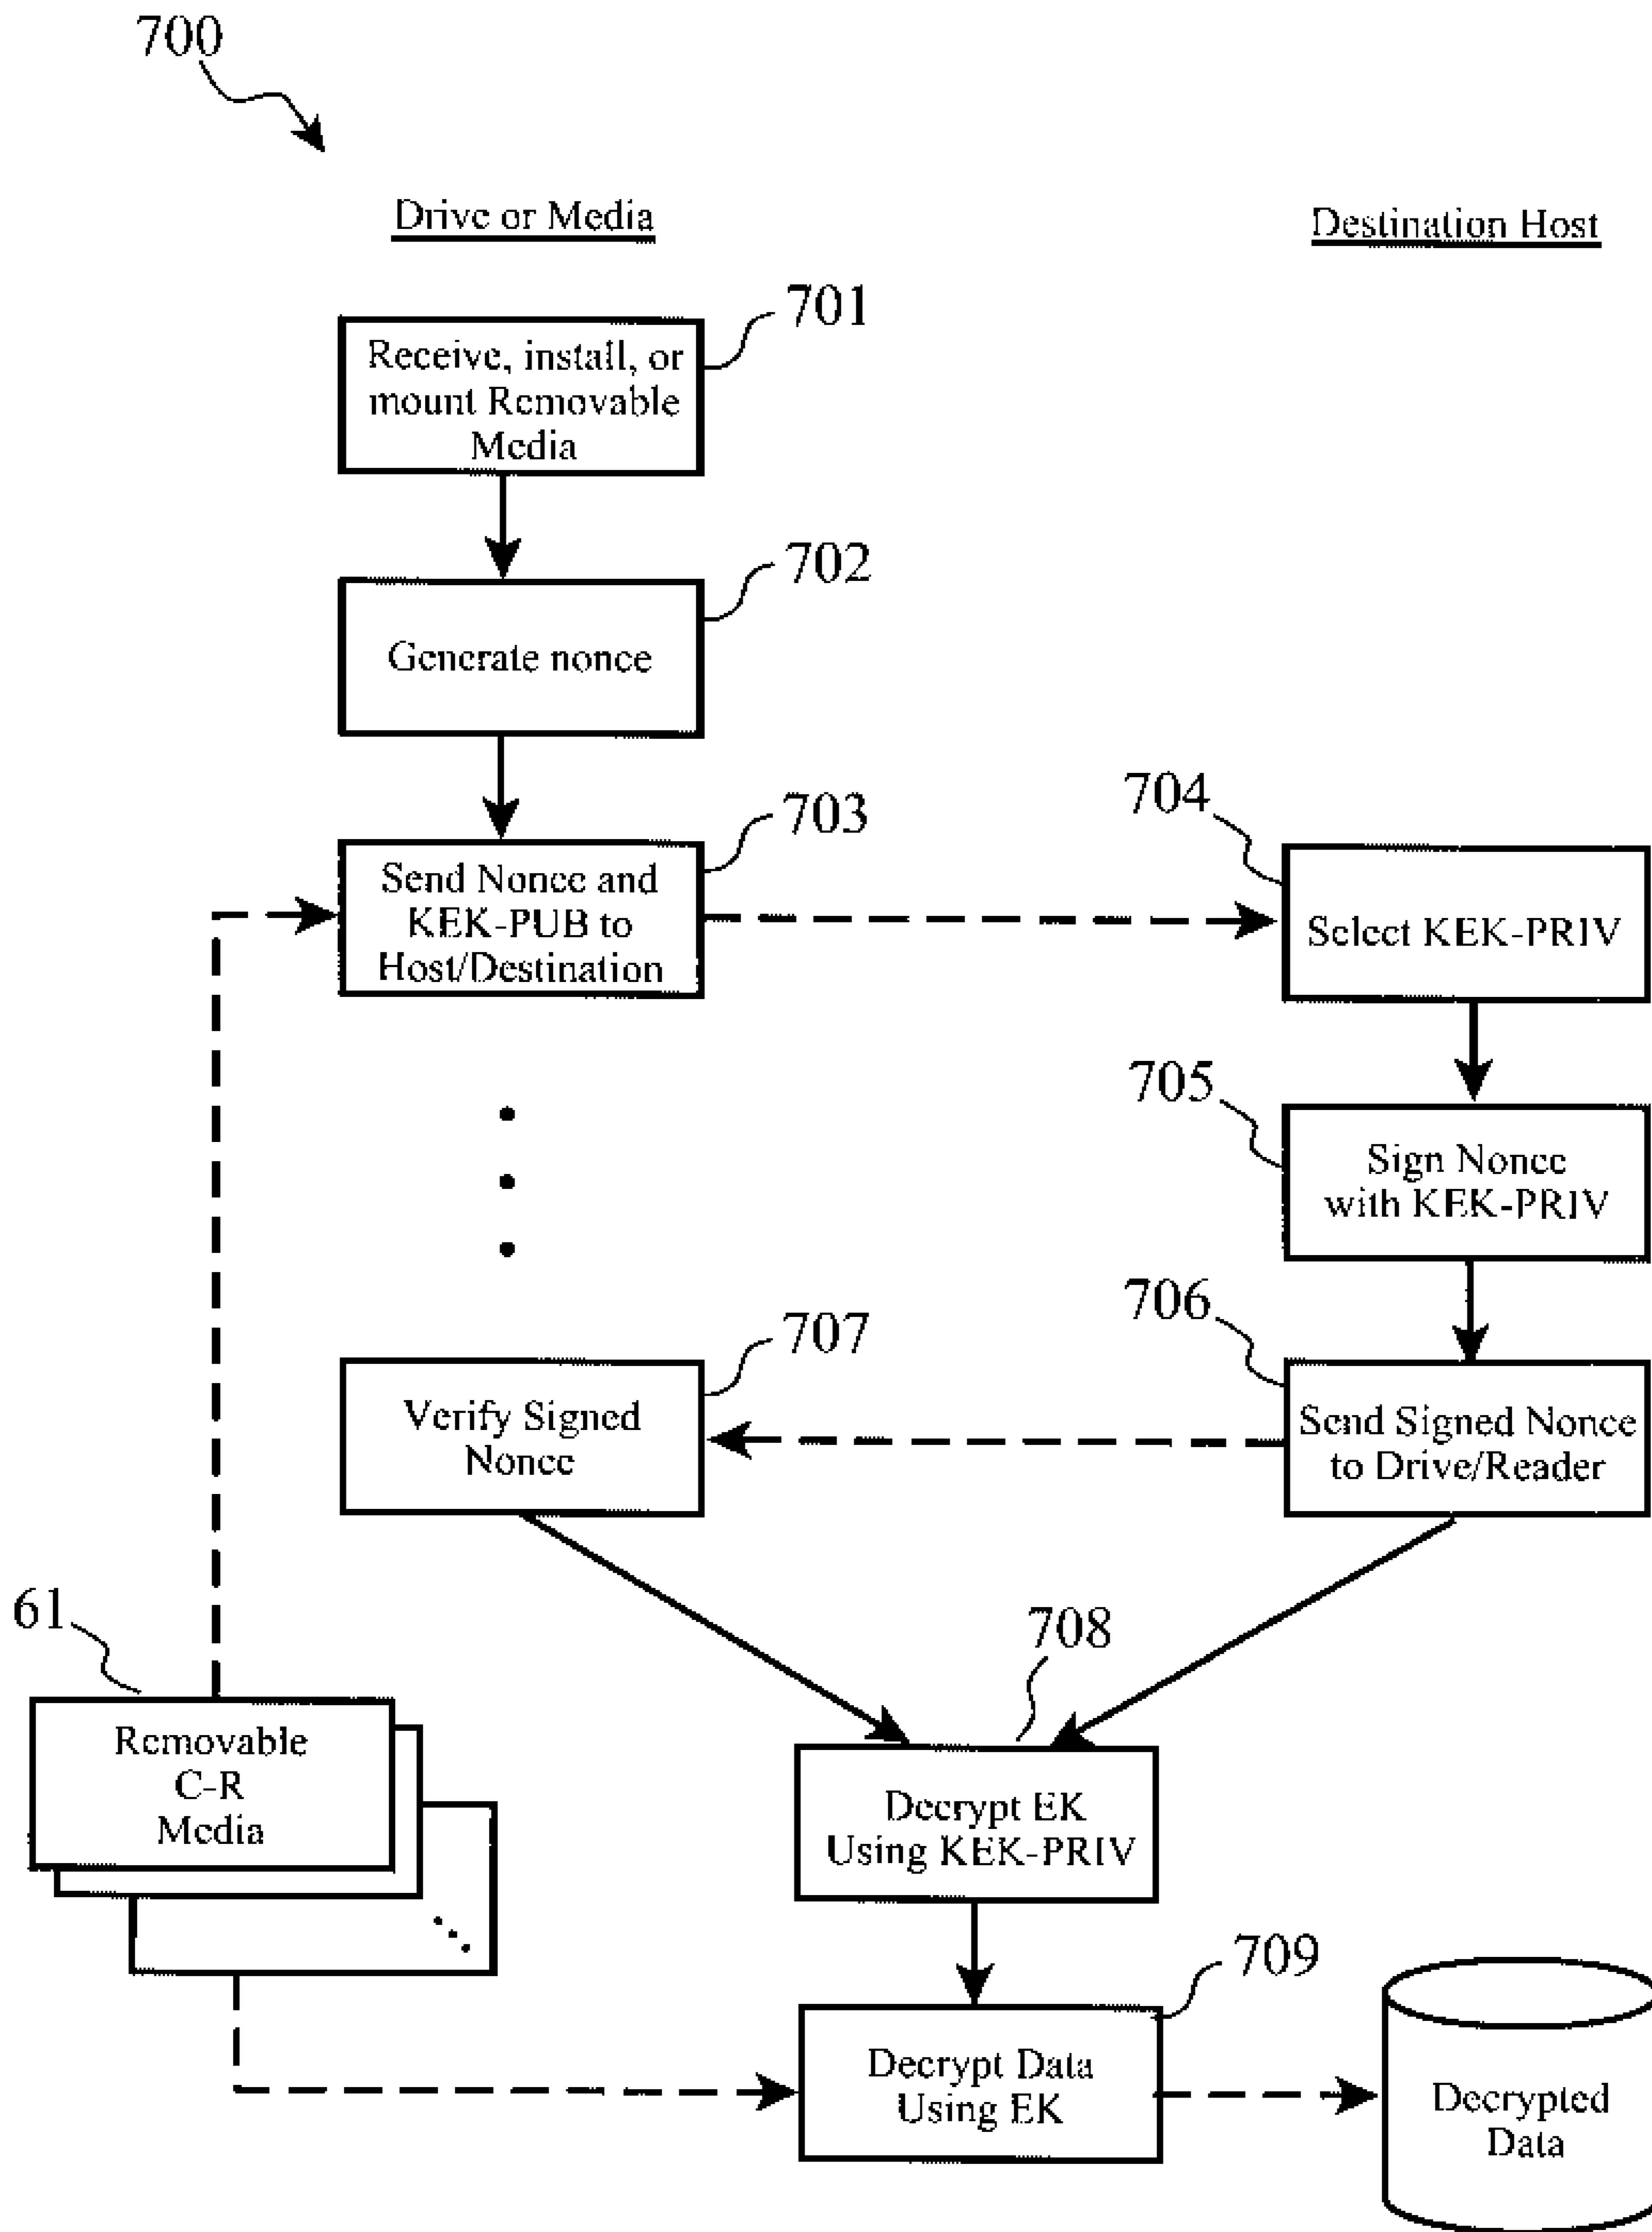 700
Drive or Media
Destination Host
701
Receive, install, or
mount Removable
Media
702
Generate nonce
703
Send Nonce and
KEK-PUB to
Host/Destination
704
Select KEK-PRIV
705
Sign Nonce
with KEK-PRIV
706
Send Signed Nonce
to Drive/Reader
707
Verify Signed
Nonce
61
Removable
C-R
Media
708
Decrypt EK
Using KEK-PRIV
709
Decrypt Data
Using EK
Decrypted
Data